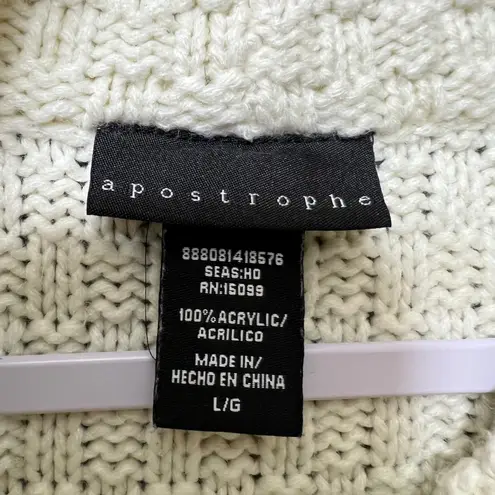 apostrophe
888081418576
SEAS:HO
RN:15099
100% ACRYLIC/
ACRILICO
MADE IN/
HECHO EN CHINA
L/G